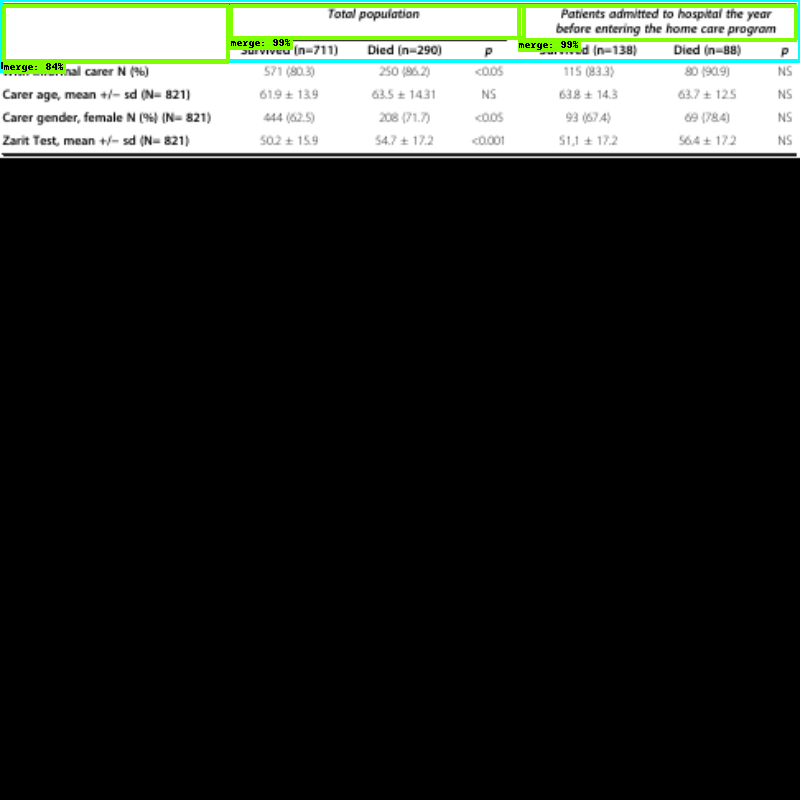 Total population
Patients admitted to hospital the year
before entering the home care program
merge: 99%
merge: 99%
(n=711) Died (n=290) p (n=138) Died (n=88) p
merge: 84%
carer N (%) 571 (80.3) 250 (86.2) <0.05 115 (83.3) 80 (90.9) NS
Carer age, mean +/− sd (N= 821) 61.9 ± 13.9 63.5 ± 14.31 NS 63.8 ± 14.3 63.7 ± 12.5 NS
Carer gender, female N (%) (N= 821) 444 (62.5) 208 (71.7) <0.05 93 (67.4) 69 (78.4) NS
Zarit Test, mean +/− sd (N= 821) 50.2 ± 15.9 54.7 ± 17.2 <0.001 51,1 ± 17.2 56.4 ± 17.2 NS